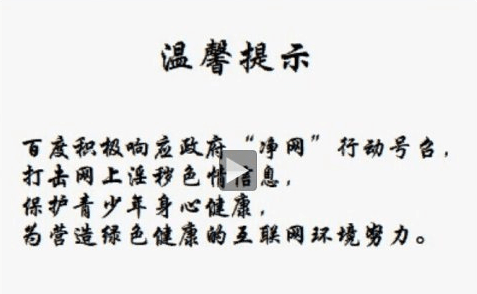 温馨提示
百度积极响应政府“净网”行动号召，
打击网上淫秽色情信息，
保护青少年身心健康，
为营造绿色健康的互联网环境努力。